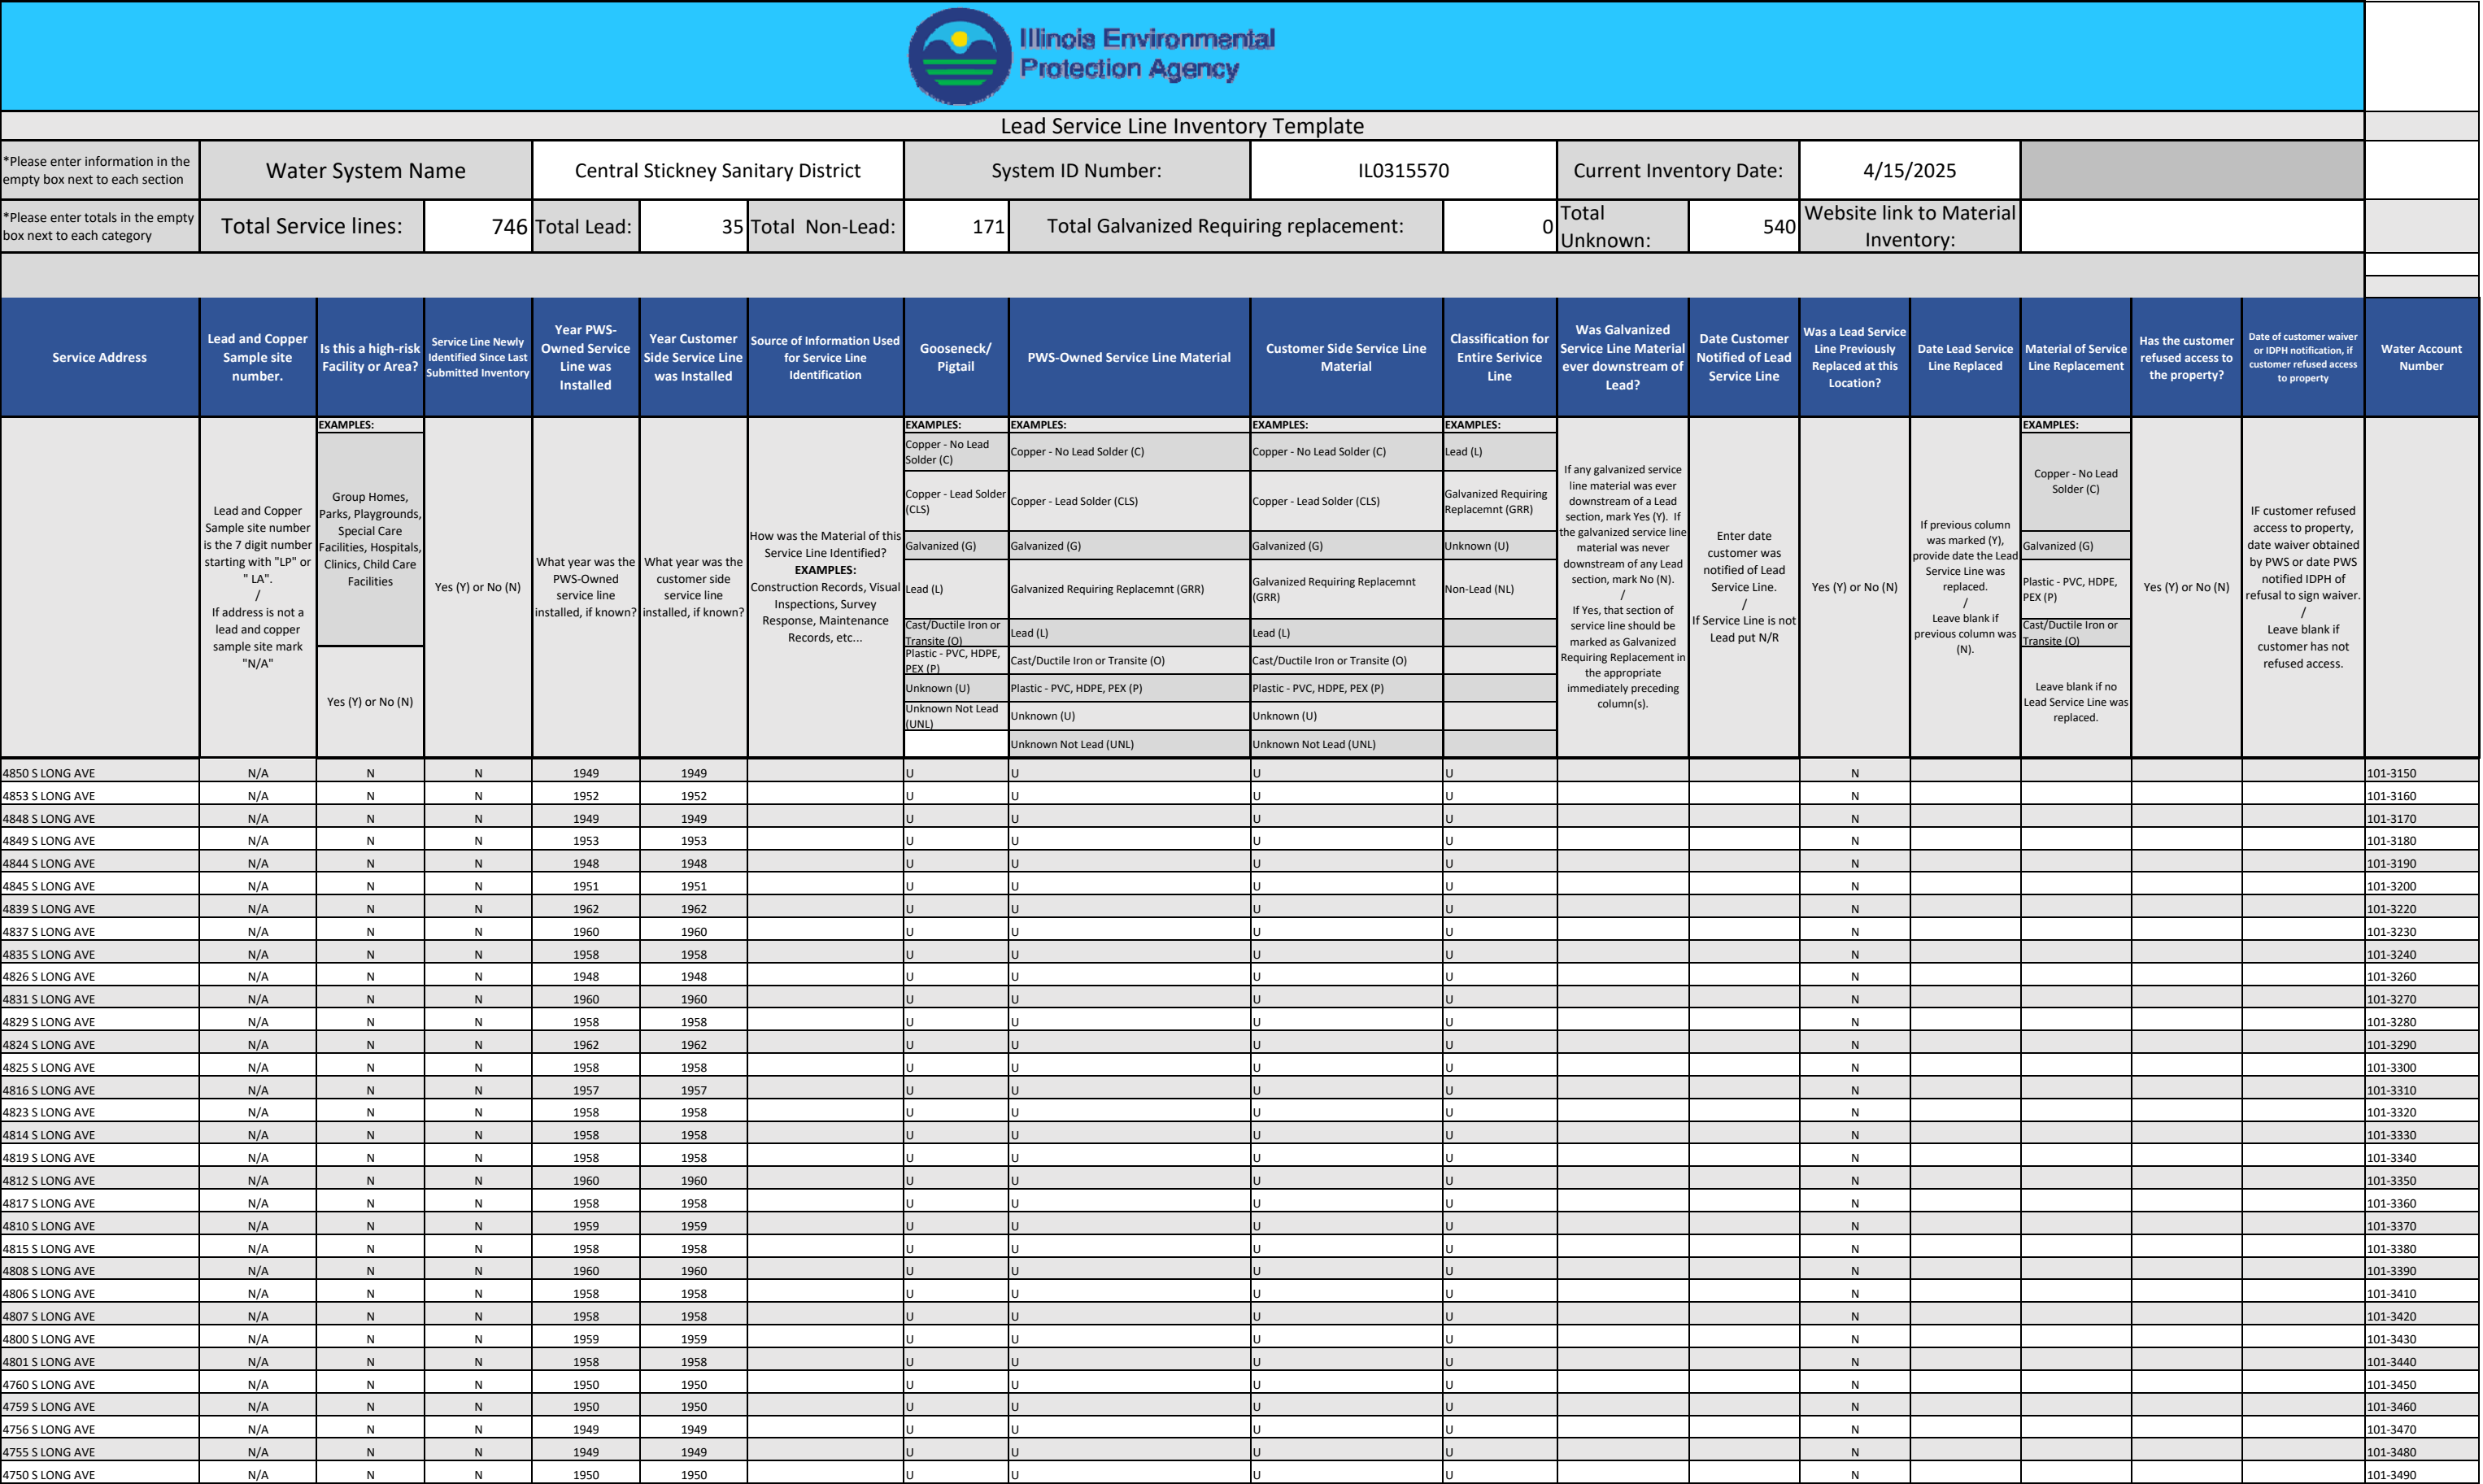 Illinois Environmental
Protection Agency
Lead Service Line Inventory Template
*Please enter information in the
empty box next to each section
Water System Name
Central Stickney Sanitary District
System ID Number:
IL0315570
Current Inventory Date:
4/15/2025
*Please enter totals in the empty
box next to each category
Total Service lines:
746
Total Lead:
35
Total Non-Lead:
171
Total Galvanized Requiring replacement:
0
Total
Unknown:
540
Website link to Material
Inventory:
Service Address
Lead and Copper
Sample site
number.
Is this a high-risk
Facility or Area?
Service Line Newly
Identified Since Last
Submitted Inventory
Year PWS-
Owned Service
Line was
Installed
Year Customer
Side Service Line
was Installed
Source of Information Used
for Service Line
Identification
Gooseneck/
Pigtail
PWS-Owned Service Line Material
Customer Side Service Line
Material
Classification for
Entire Serivice
Line
Was Galvanized
Service Line Material
ever downstream of
Lead?
Date Customer
Notified of Lead
Service Line
Was a Lead Service
Line Previously
Replaced at this
Location?
Date Lead Service
Line Replaced
Material of Service
Line Replacement
Has the customer
refused access to
the property?
Date of customer waiver
or IDPH notification, if
customer refused access
to property
Water Account
Number
Lead and Copper
Sample site number
is the 7 digit number
starting with "LP" or
" LA".
/
If address is not a
lead and copper
sample site mark
"N/A"
EXAMPLES:
Group Homes,
Parks, Playgrounds,
Special Care
Facilities, Hospitals,
Clinics, Child Care
Facilities
Yes (Y) or No (N)
Yes (Y) or No (N)
What year was the
PWS-Owned
service line
installed, if known?
What year was the
customer side
service line
installed, if known?
How was the Material of this
Service Line Identified?
EXAMPLES:
Construction Records, Visual
Inspections, Survey
Response, Maintenance
Records, etc...
EXAMPLES:
Copper - No Lead
Solder (C)
Copper - Lead Solder
(CLS)
Galvanized (G)
Lead (L)
Cast/Ductile Iron or
Transite (O)
Plastic - PVC, HDPE,
PEX (P)
Unknown (U)
Unknown Not Lead
(UNL)
EXAMPLES:
Copper - No Lead Solder (C)
Copper - Lead Solder (CLS)
Galvanized (G)
Galvanized Requiring Replacemnt (GRR)
Lead (L)
Cast/Ductile Iron or Transite (O)
Plastic - PVC, HDPE, PEX (P)
Unknown (U)
Unknown Not Lead (UNL)
EXAMPLES:
Copper - No Lead Solder (C)
Copper - Lead Solder (CLS)
Galvanized (G)
Galvanized Requiring Replacemnt
(GRR)
Lead (L)
Cast/Ductile Iron or Transite (O)
Plastic - PVC, HDPE, PEX (P)
Unknown (U)
Unknown Not Lead (UNL)
EXAMPLES:
Lead (L)
Galvanized Requiring
Replacemnt (GRR)
Unknown (U)
Non-Lead (NL)
If any galvanized service
line material was ever
downstream of a Lead
section, mark Yes (Y). If
the galvanized service line
material was never
downstream of any Lead
section, mark No (N).
/
If Yes, that section of
service line should be
marked as Galvanized
Requiring Replacement in
the appropriate
immediately preceding
column(s).
Enter date
customer was
notified of Lead
Service Line.
/
If Service Line is not
Lead put N/R
Yes (Y) or No (N)
If previous column
was marked (Y),
provide date the Lead
Service Line was
replaced.
/
Leave blank if
previous column was
(N).
EXAMPLES:
Copper - No Lead
Solder (C)
Galvanized (G)
Plastic - PVC, HDPE,
PEX (P)
Cast/Ductile Iron or
Transite (O)
Leave blank if no
Lead Service Line was
replaced.
Yes (Y) or No (N)
IF customer refused
access to property,
date waiver obtained
by PWS or date PWS
notified IDPH of
refusal to sign waiver.
/
Leave blank if
customer has not
refused access.
4850 S LONG AVE N/A N N 1949 1949 U U U U N 101-3150
4853 S LONG AVE N/A N N 1952 1952 U U U U N 101-3160
4848 S LONG AVE N/A N N 1949 1949 U U U U N 101-3170
4849 S LONG AVE N/A N N 1953 1953 U U U U N 101-3180
4844 S LONG AVE N/A N N 1948 1948 U U U U N 101-3190
4845 S LONG AVE N/A N N 1951 1951 U U U U N 101-3200
4839 S LONG AVE N/A N N 1962 1962 U U U U N 101-3220
4837 S LONG AVE N/A N N 1960 1960 U U U U N 101-3230
4835 S LONG AVE N/A N N 1958 1958 U U U U N 101-3240
4826 S LONG AVE N/A N N 1948 1948 U U U U N 101-3260
4831 S LONG AVE N/A N N 1960 1960 U U U U N 101-3270
4829 S LONG AVE N/A N N 1958 1958 U U U U N 101-3280
4824 S LONG AVE N/A N N 1962 1962 U U U U N 101-3290
4825 S LONG AVE N/A N N 1958 1958 U U U U N 101-3300
4816 S LONG AVE N/A N N 1957 1957 U U U U N 101-3310
4823 S LONG AVE N/A N N 1958 1958 U U U U N 101-3320
4814 S LONG AVE N/A N N 1958 1958 U U U U N 101-3330
4819 S LONG AVE N/A N N 1958 1958 U U U U N 101-3340
4812 S LONG AVE N/A N N 1960 1960 U U U U N 101-3350
4817 S LONG AVE N/A N N 1958 1958 U U U U N 101-3360
4810 S LONG AVE N/A N N 1959 1959 U U U U N 101-3370
4815 S LONG AVE N/A N N 1958 1958 U U U U N 101-3380
4808 S LONG AVE N/A N N 1960 1960 U U U U N 101-3390
4806 S LONG AVE N/A N N 1958 1958 U U U U N 101-3410
4807 S LONG AVE N/A N N 1958 1958 U U U U N 101-3420
4800 S LONG AVE N/A N N 1959 1959 U U U U N 101-3430
4801 S LONG AVE N/A N N 1958 1958 U U U U N 101-3440
4760 S LONG AVE N/A N N 1950 1950 U U U U N 101-3450
4759 S LONG AVE N/A N N 1950 1950 U U U U N 101-3460
4756 S LONG AVE N/A N N 1949 1949 U U U U N 101-3470
4755 S LONG AVE N/A N N 1949 1949 U U U U N 101-3480
4750 S LONG AVE N/A N N 1950 1950 U U U U N 101-3490